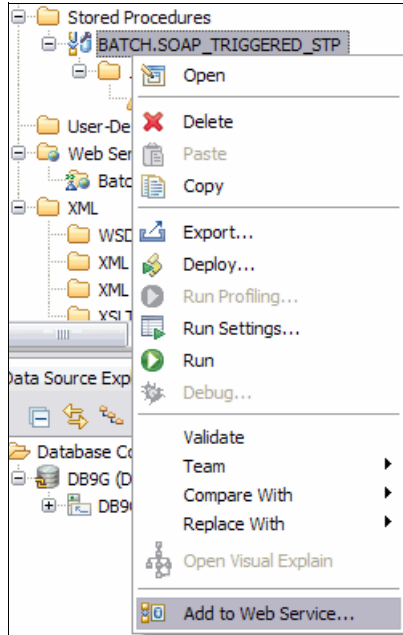 Stored Procedures
BATCH.SOAP_TRIGGERED_STP
Open
Delete
User-De
Paste
Web Ser
Copy
Batc
XML
WSD
Export...
XML
Deploy...
XML
Run Profiling...
XSLT
Run Settings...
Run
Data Source Exp
Debug...
Validate
Database Co
Team
DB9G (D
Compare With
DB9
Replace With
Open Visual Explain
Add to Web Service...